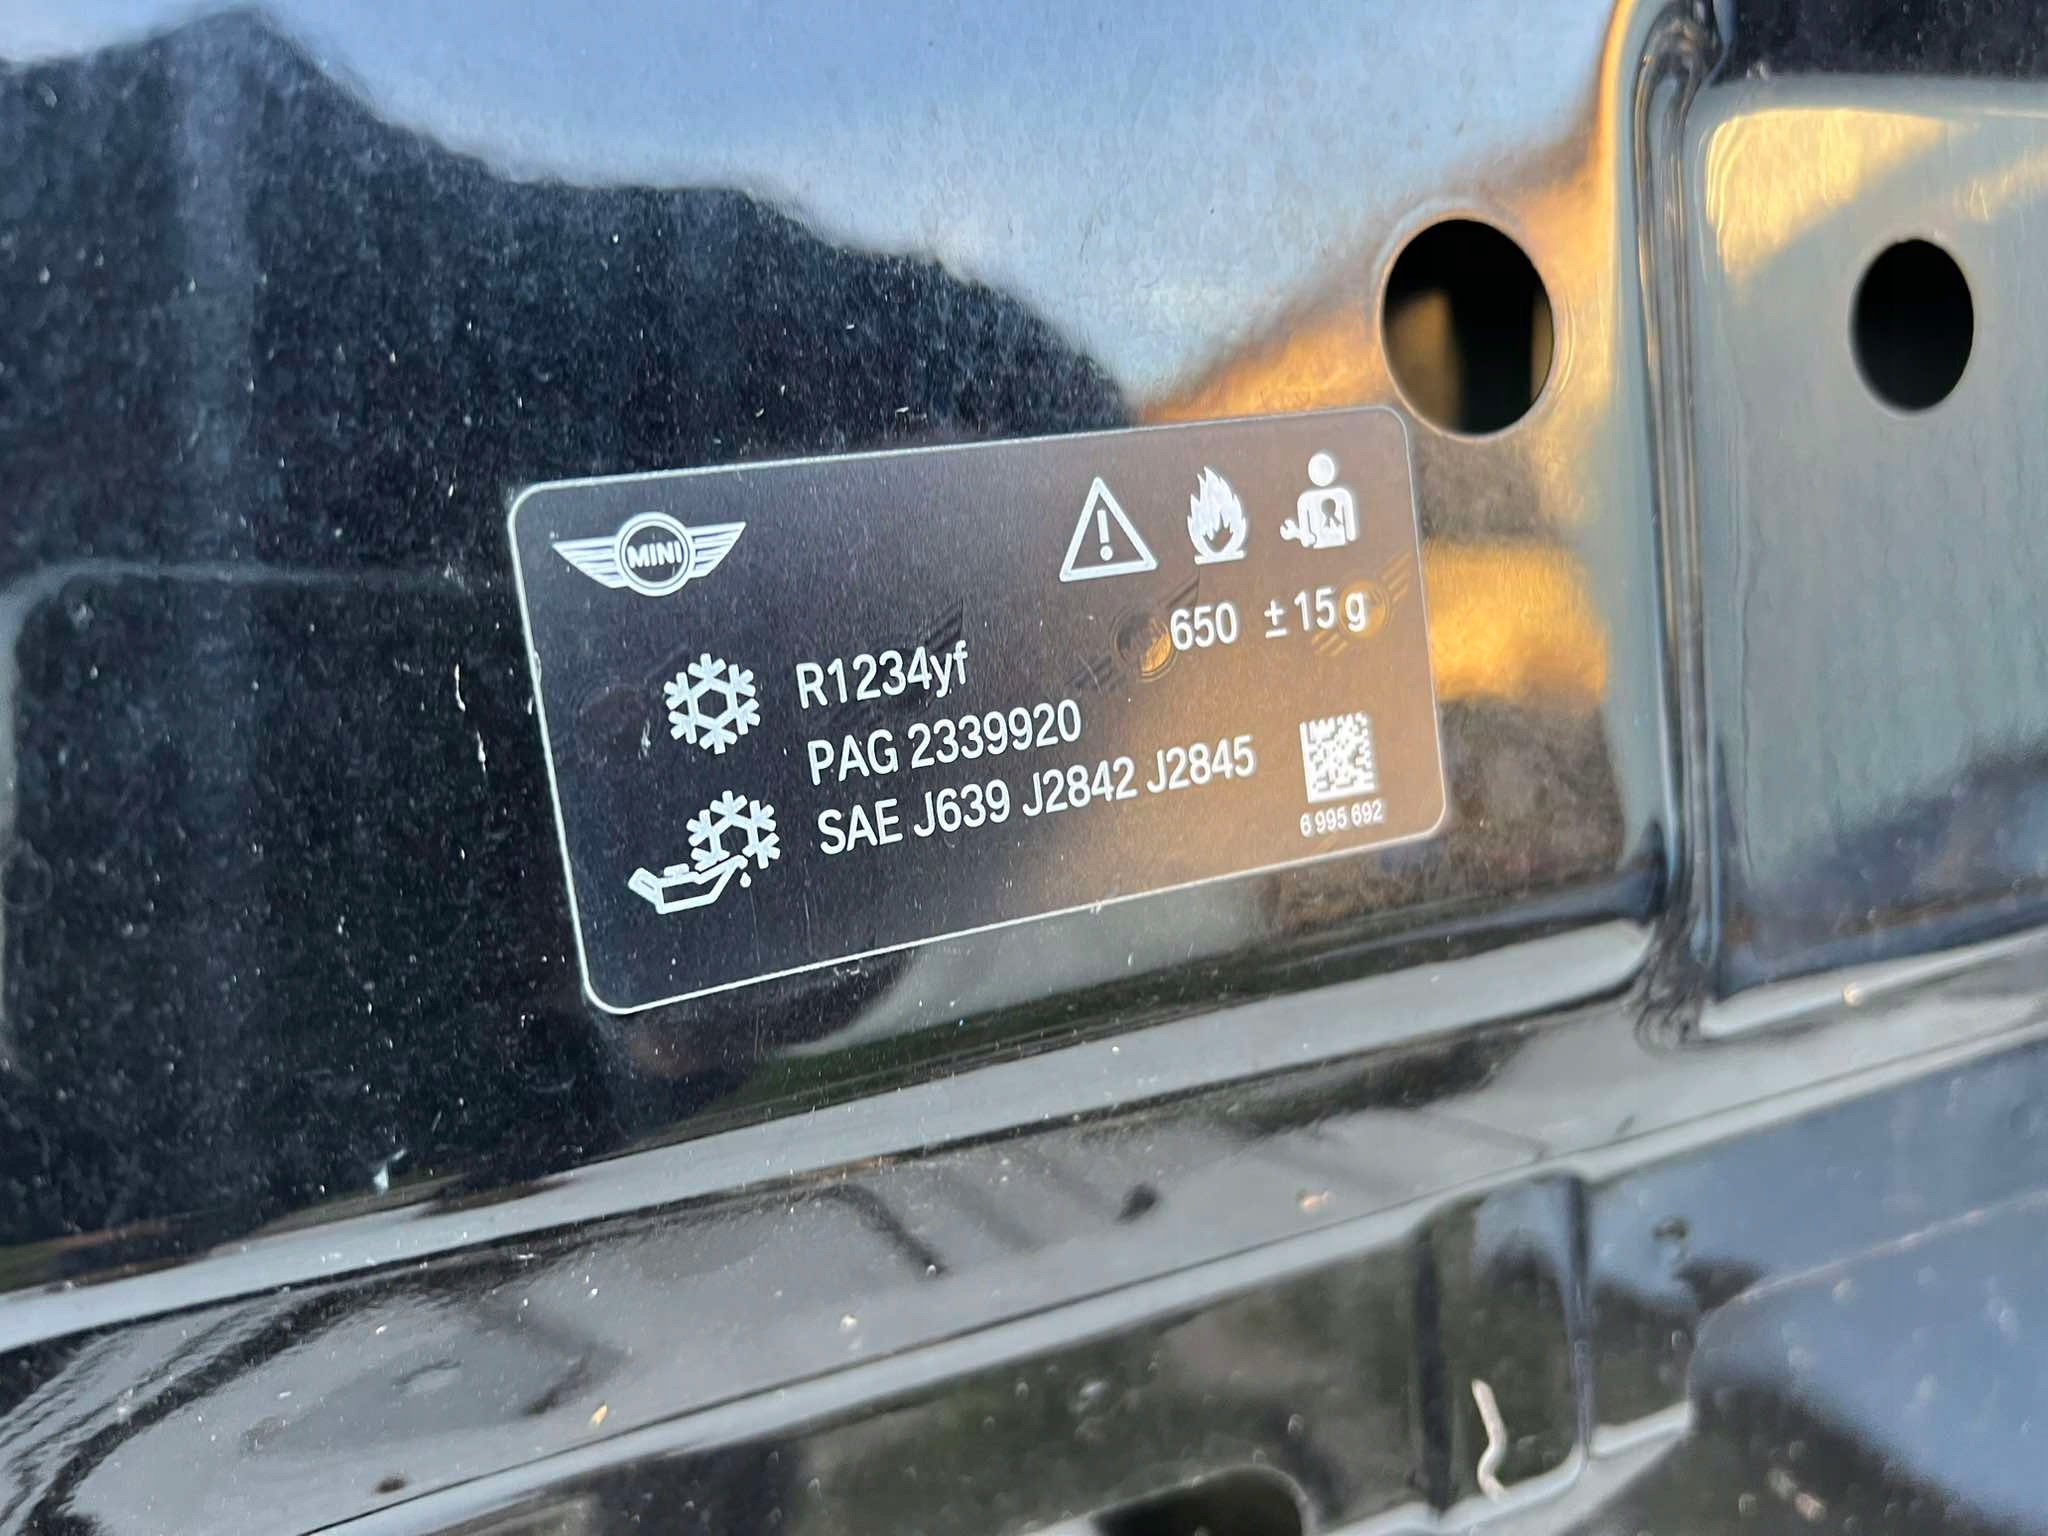 MINI
650 ± 15 g
R1234yf
PAG 2339920
SAE J639 J2842 J2845
6 995 692